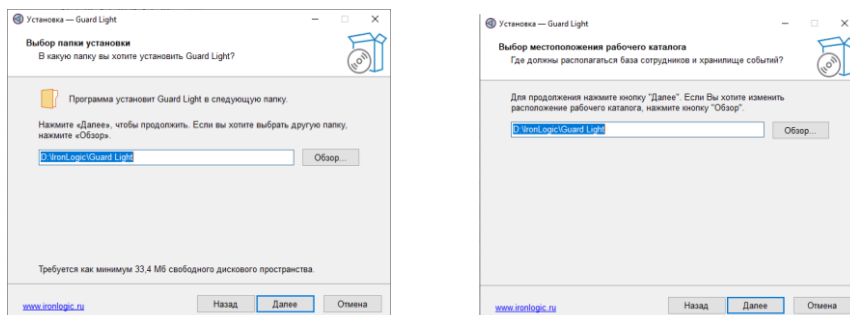 Установка — Guard Light
Выбор папки установки
В какую папку вы хотите установить Guard Light?
Программа установит Guard Light в следующую папку.
Нажмите «Далее», чтобы продолжить. Если вы хотите выбрать другую папку,
нажмите «Обзор».
D:\IronLogic\Guard Light
Обзор...
Требуется как минимум 33,4 Мб свободного дискового пространства.
www.ironlogic.ru
Назад
Далее
Отмена
Установка — Guard Light
Выбор местоположения рабочего каталога
Где должны располагаться база сотрудников и хранилище событий?
Для продолжения нажмите кнопку "Далее". Если Вы хотите изменить
расположение рабочего каталога, нажмите кнопку "Обзор".
D:\IronLogic\Guard Light
Обзор...
www.ironlogic.ru
Назад
Далее
Отмена